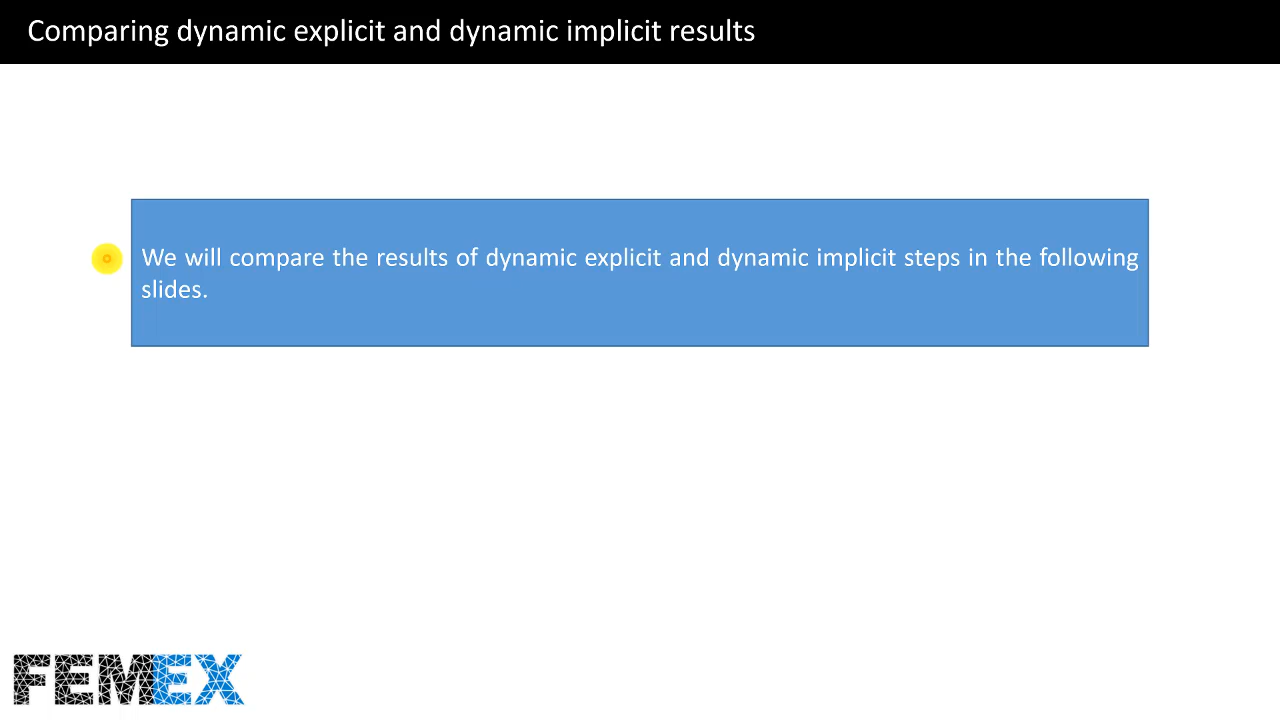 Comparing dynamic explicit and dynamic implicit results
We will compare the results of dynamic explicit and dynamic implicit steps in the following
slides.
FEMEX